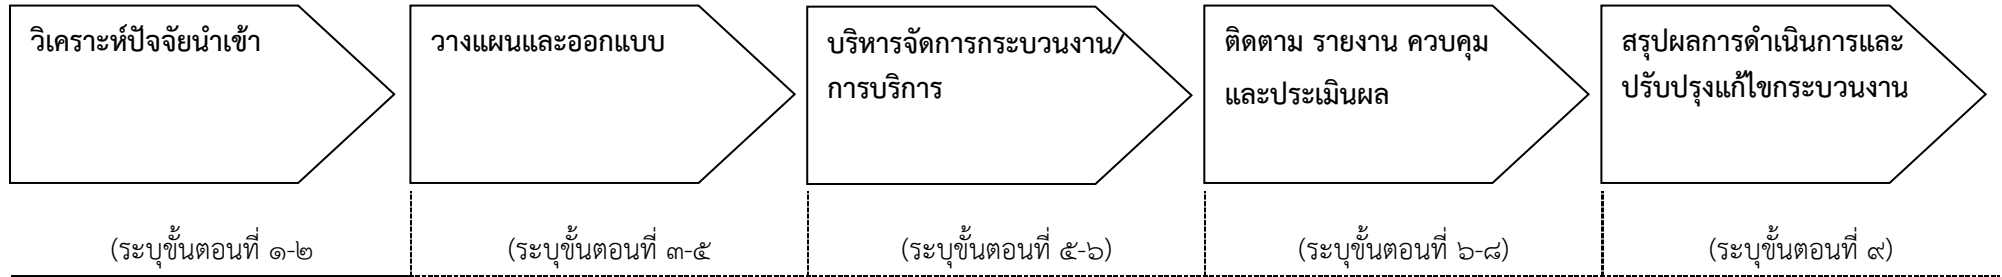 วิเคราะห์ปัจจัยนำเข้า
วางแผนและออกแบบ
บริหารจัดการกระบวนงาน/
การบริการ
ติดตาม รายงาน ควบคุม
และประเมินผล
สรุปผลการดำเนินการและ
ปรับปรุงแก้ไขกระบวนงาน
(ระบุขั้นตอนที่ ๑-๒
(ระบุขั้นตอนที่ ๓-๕
(ระบุขั้นตอนที่ ๕-๖)
(ระบุขั้นตอนที่ ๖-๘)
(ระบุขั้นตอนที่ ๙)